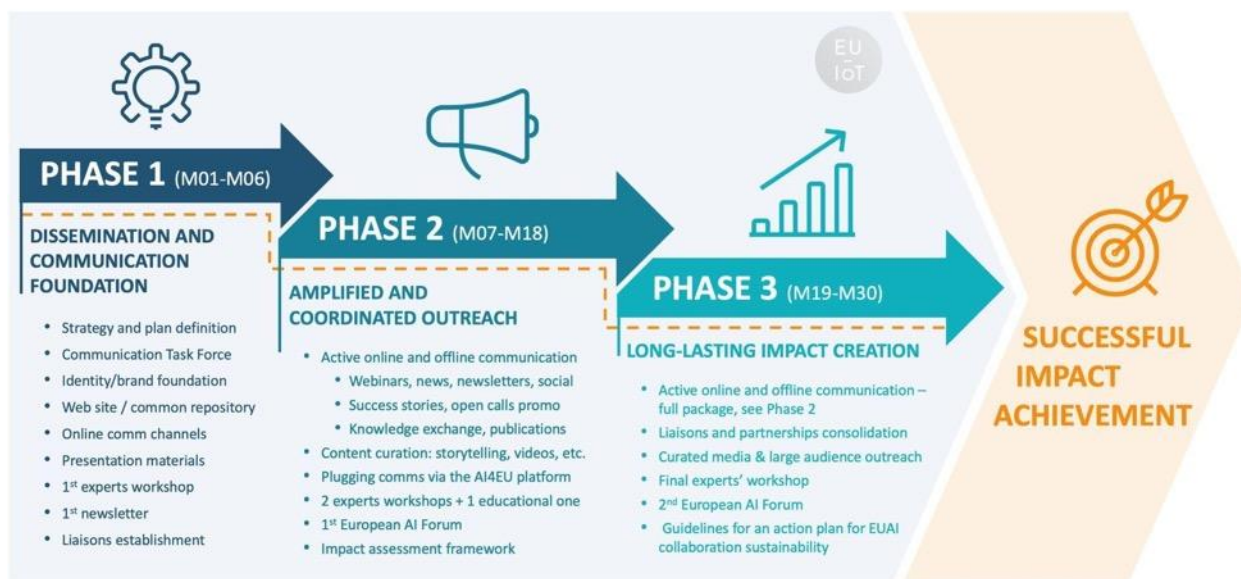 EU
–
IoT
PHASE 1 (M01-M06)
DISSEMINATION AND
COMMUNICATION
FOUNDATION
• Strategy and plan definition
• Communication Task Force
• Identity/brand foundation
• Web site / common repository
• Online comm channels
• Presentation materials
• 1st experts workshop
• 1st newsletter
• Liaisons establishment
PHASE 2 (M07-M18)
AMPLIFIED AND
COORDINATED OUTREACH
• Active online and offline communication
• Webinars, news, newsletters, social
• Success stories, open calls promo
• Knowledge exchange, publications
• Content curation: storytelling, videos, etc.
• Plugging comms via the AI4EU platform
• 2 experts workshops + 1 educational one
• 1st European AI Forum
• Impact assessment framework
PHASE 3 (M19-M30)
LONG-LASTING IMPACT CREATION
• Active online and offline communication –
full package, see Phase 2
• Liaisons and partnerships consolidation
• Curated media & large audience outreach
• Final experts’ workshop
• 2nd European AI Forum
• Guidelines for an action plan for EUAI
collaboration sustainability
SUCCESSFUL
IMPACT
ACHIEVEMENT